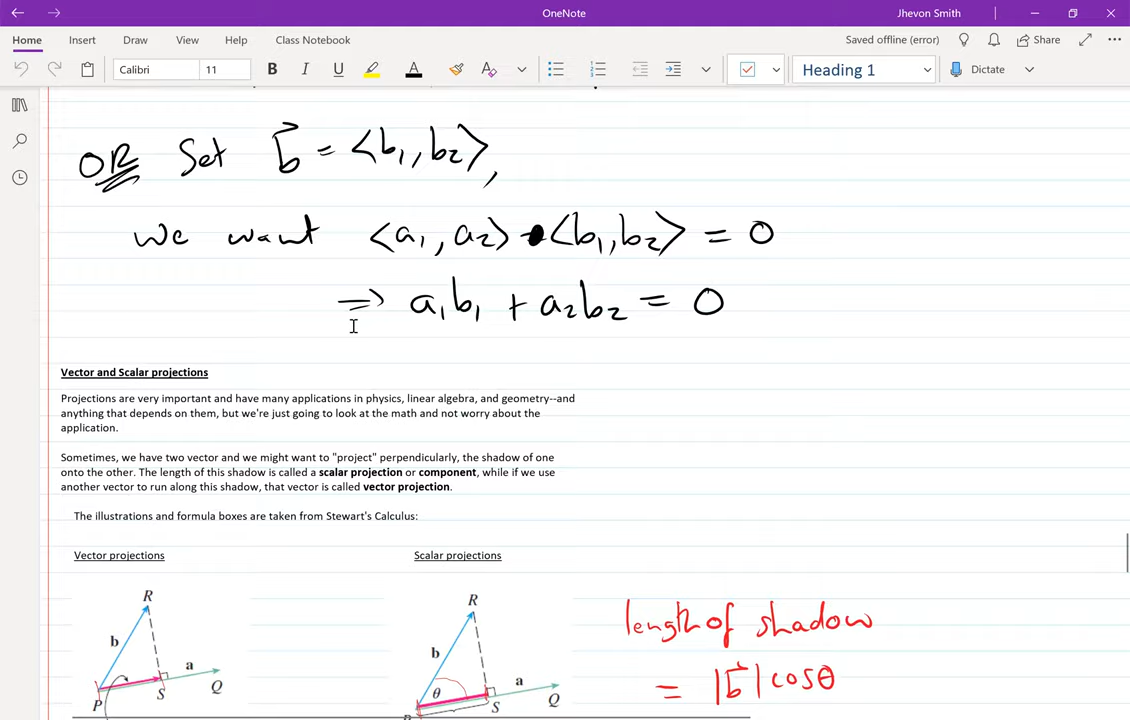 OneNote
Jhevon Smith
Home Insert Draw View Help Class Notebook
Saved offline (error)
Share
Calibri 11 B I U A A Heading 1 Dictate
OR Set b⃗ = <b₁, b₂>,
We want <a₁, a₂> • <b₁, b₂> = 0
⇒ a₁b₁ + a₂b₂ = 0
Vector and Scalar projections
Projections are very important and have many applications in physics, linear algebra, and geometry--and
anything that depends on them, but we're just going to look at the math and not worry about the
application.
Sometimes, we have two vector and we might want to "project" perpendicularly, the shadow of one
onto the other. The length of this shadow is called a scalar projection or component, while if we use
another vector to run along this shadow, that vector is called vector projection.
The illustrations and formula boxes are taken from Stewart's Calculus:
Vector projections
Scalar projections
R
b
a
P
S
Q
R
b
θ
a
S
Q
length of shadow
= |b⃗| cosθ